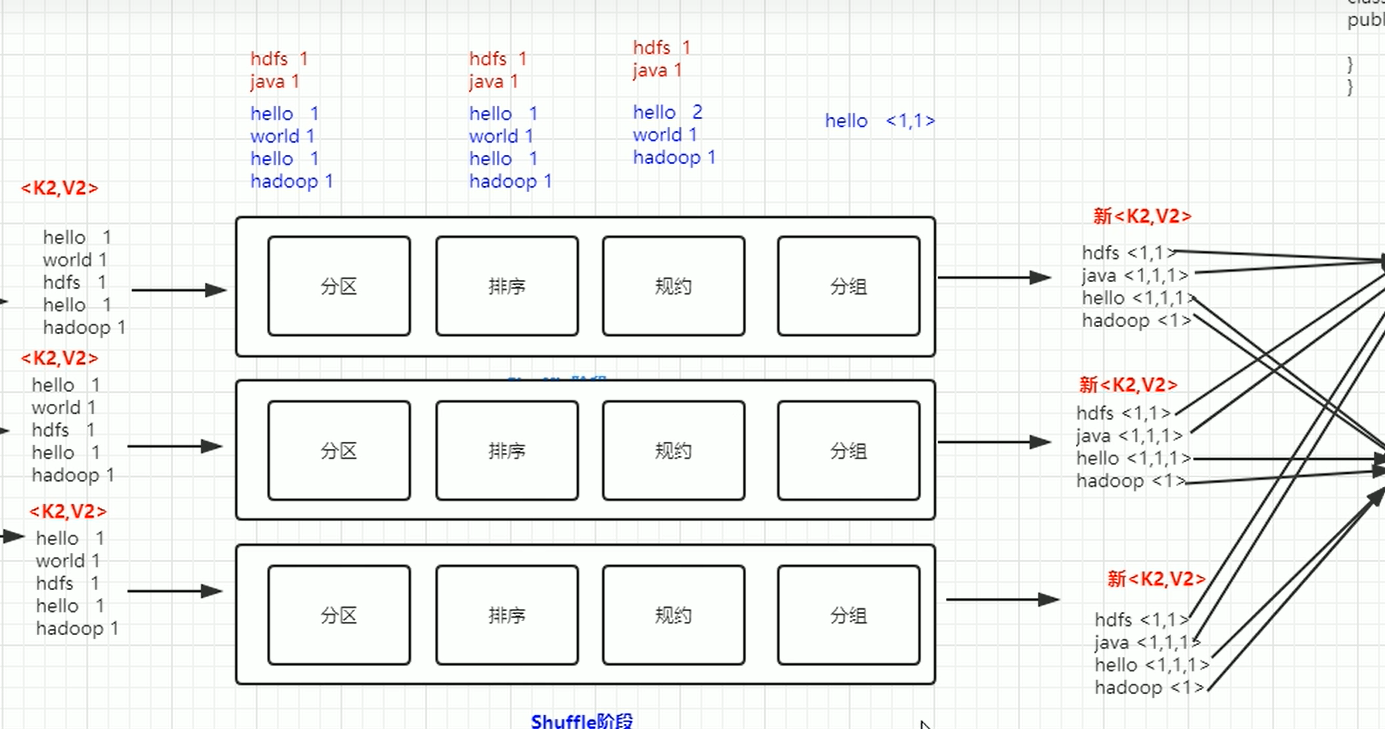 publ
}
}
hdfs 1
java 1
hello 1
world 1
hello 1
hadoop 1
hdfs 1
java 1
hello 1
world 1
hello 1
hadoop 1
hdfs 1
java 1
hello 2
world 1
hadoop 1
hello <1,1>
<K2,V2>
hello 1
world 1
hdfs 1
hello 1
hadoop 1
分区
排序
规约
分组
新<K2,V2>
hdfs <1,1>
java <1,1,1>
hello <1,1,1>
hadoop <1>
<K2,V2>
hello 1
world 1
hdfs 1
hello 1
hadoop 1
分区
排序
规约
分组
新<K2,V2>
hdfs <1,1>
java <1,1,1>
hello <1,1,1>
hadoop <1>
<K2,V2>
hello 1
world 1
hdfs 1
hello 1
hadoop 1
分区
排序
规约
分组
新<K2,V2>
hdfs <1,1>
java <1,1,1>
hello <1,1,1>
hadoop <1>
Shuffle阶段